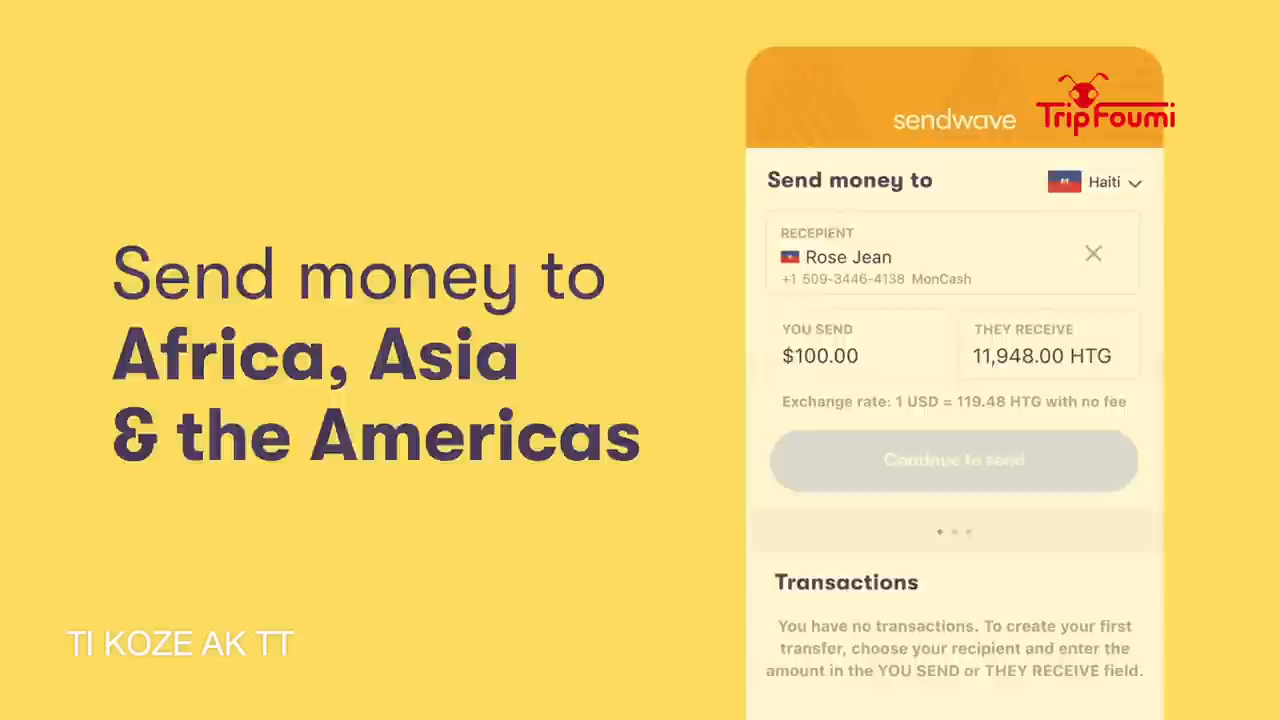 Send money to
Africa, Asia
& the Americas
TI KOZE AK TT
sendwave
TripFoumi
Send money to
Haiti
RECEPIENT
Rose Jean
+1 509-3446-4138 MonCash
YOU SEND
$100.00
THEY RECEIVE
11,948.00 HTG
Exchange rate: 1 USD = 119.48 HTG with no fee
Continue to send
Transactions
You have no transactions. To create your first
transfer, choose your recipient and enter the
amount in the YOU SEND or THEY RECEIVE field.